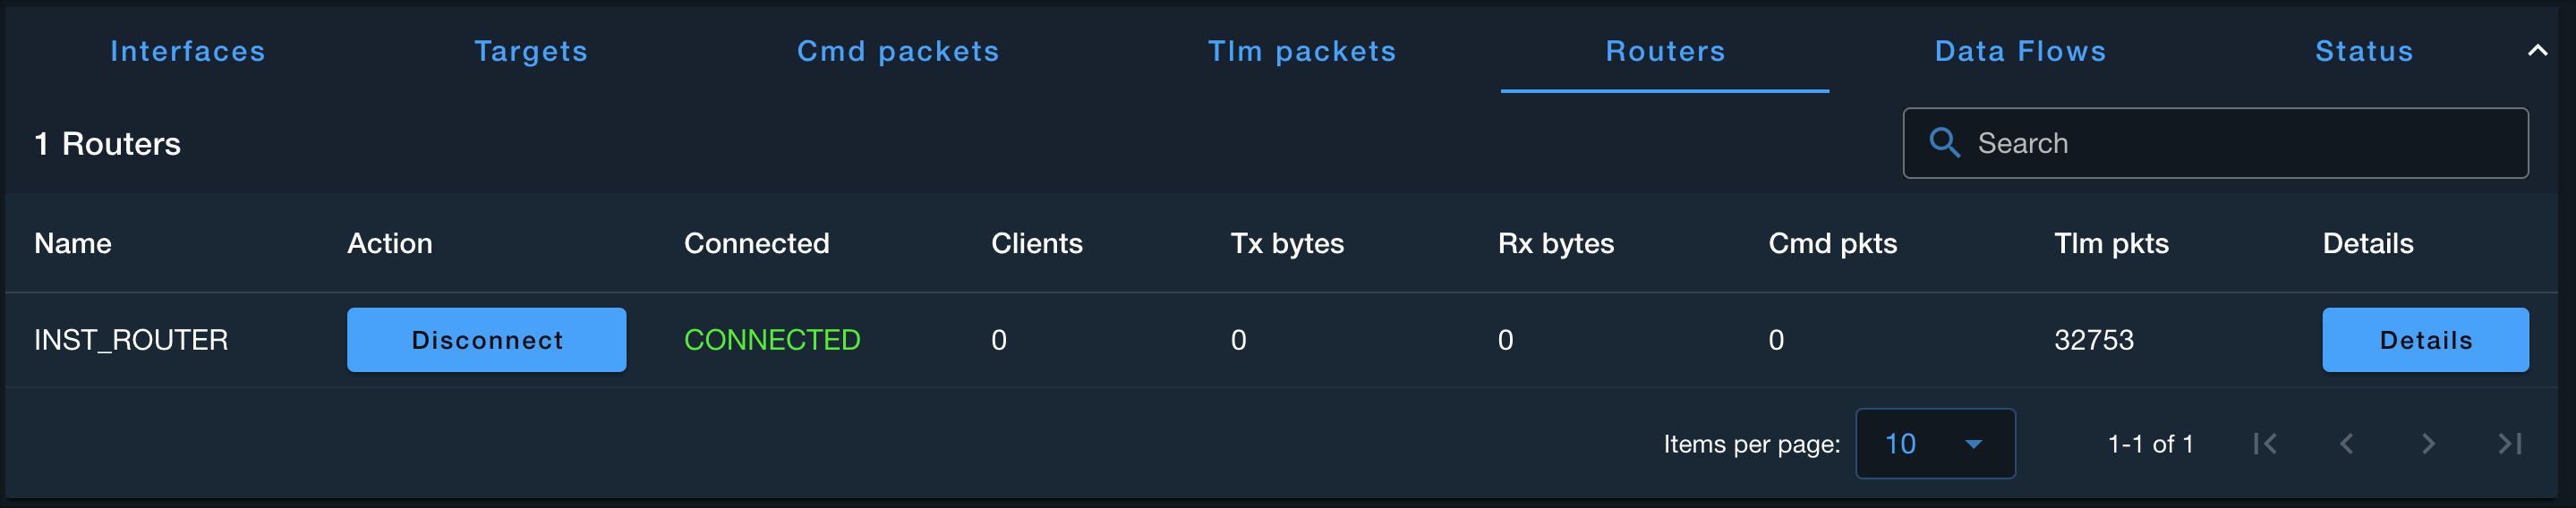 Interfaces Targets Cmd packets Tlm packets Routers Data Flows Status
1 Routers Search
Name Action Connected Clients Tx bytes Rx bytes Cmd pkts Tlm pkts Details
INST_ROUTER Disconnect CONNECTED 0 0 0 0 32753 Details
Items per page: 10 1-1 of 1